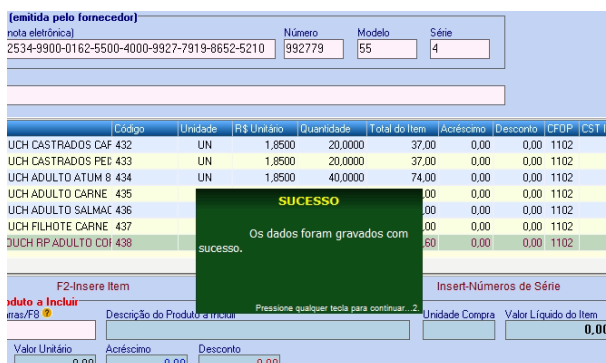 (emitida pelo fornecedor)
nota eletrônica) Número Modelo Série
2534-9900-0162-5500-4000-9927-7919-8652-5210 992779 55 4
Código Unidade R$ Unitário Quantidade Total do Item Acréscimo Desconto CFOP CST I
UCH CASTRADOS CAF 432 UN 1,8500 20,0000 37,00 0,00 0,00 1102
UCH CASTRADOS PEI 433 UN 1,8500 20,0000 37,00 0,00 0,00 1102
UCH ADULTO ATUM 8 434 UN 1,8500 40,0000 74,00 0,00 0,00 1102
UCH ADULTO CARNE 435 ,00 0,00 0,00 1102
UCH ADULTO SALMAC 436 ,00 0,00 0,00 1102
UCH FILHOTE CARNE 437 ,00 0,00 0,00 1102
OUCH RP ADULTO COF 438 ,60 0,00 0,00 1102
SUCESSO
Os dados foram gravados com
sucesso.
Pressione qualquer tecla para continuar...2.
F2-Insere Item Insert-Números de Série
oduto a Incluir
rras/F8 Descrição do Produto a Incluir Unidade Compra Valor Líquido do Item
0,00
Valor Unitário Acréscimo Desconto
0,00 0,00 0,00